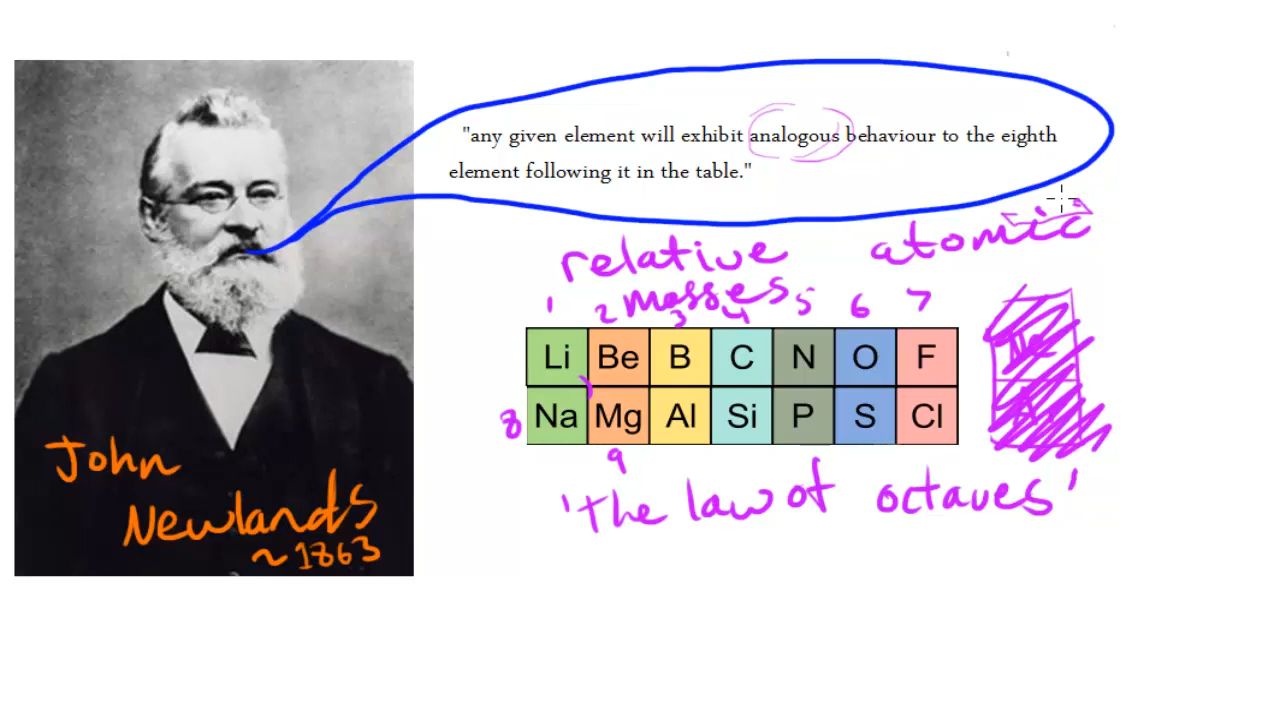 "any given element will exhibit analogous behaviour to the eighth
element following it in the table."
relative atomic
masses
1 2 3 4 5 6 7
Li Be B C N O F
8 Na Mg Al Si P S Cl
9
'the law of octaves'
John
Newlands
~1863